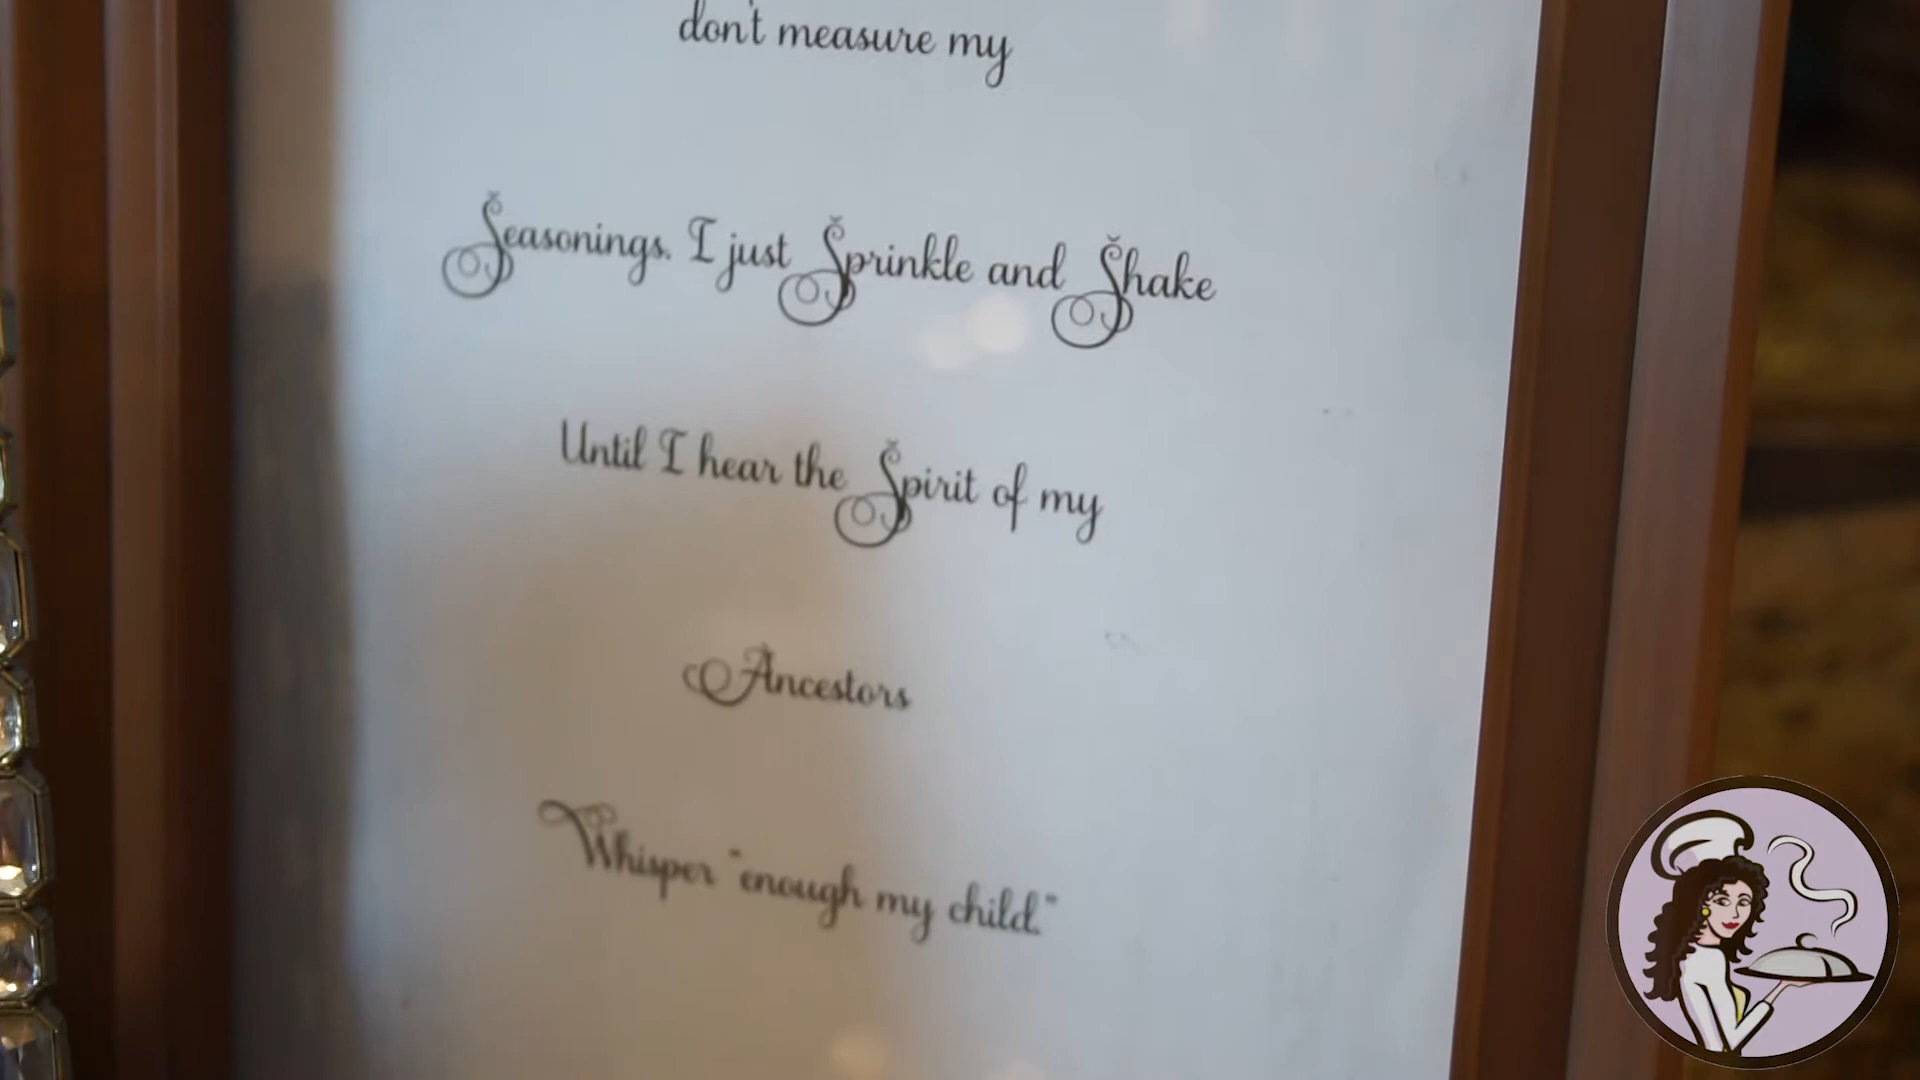 don't measure my
Seasonings. I just Sprinkle and Shake
Until I hear the Spirit of my
Ancestors
Whisper "enough my child."